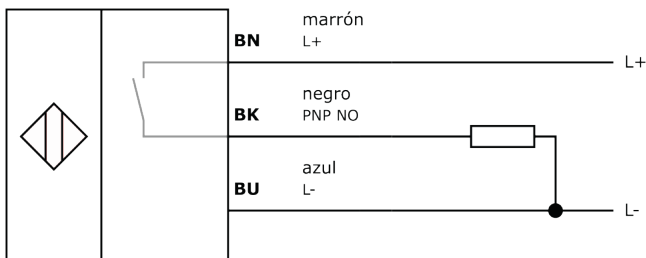 marrón
BN L+
L+
negro
BK PNP NO
azul
BU L-
L-